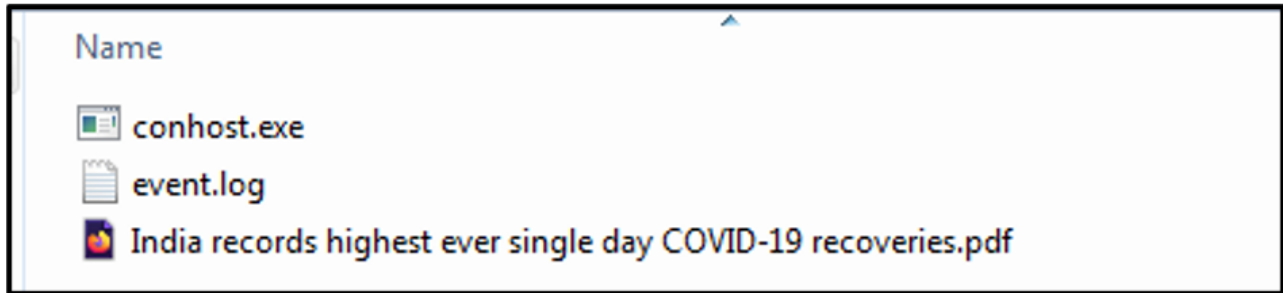 Name
conhost.exe
event.log
India records highest ever single day COVID-19 recoveries.pdf